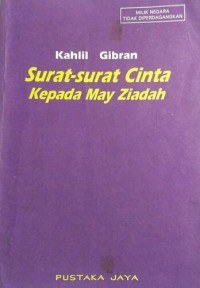 MILIK NEGARA
TIDAK DIPERDAGANGKAN
Kahlil Gibran
Surat-surat Cinta
Kepada May Ziadah
PUSTAKA JAYA